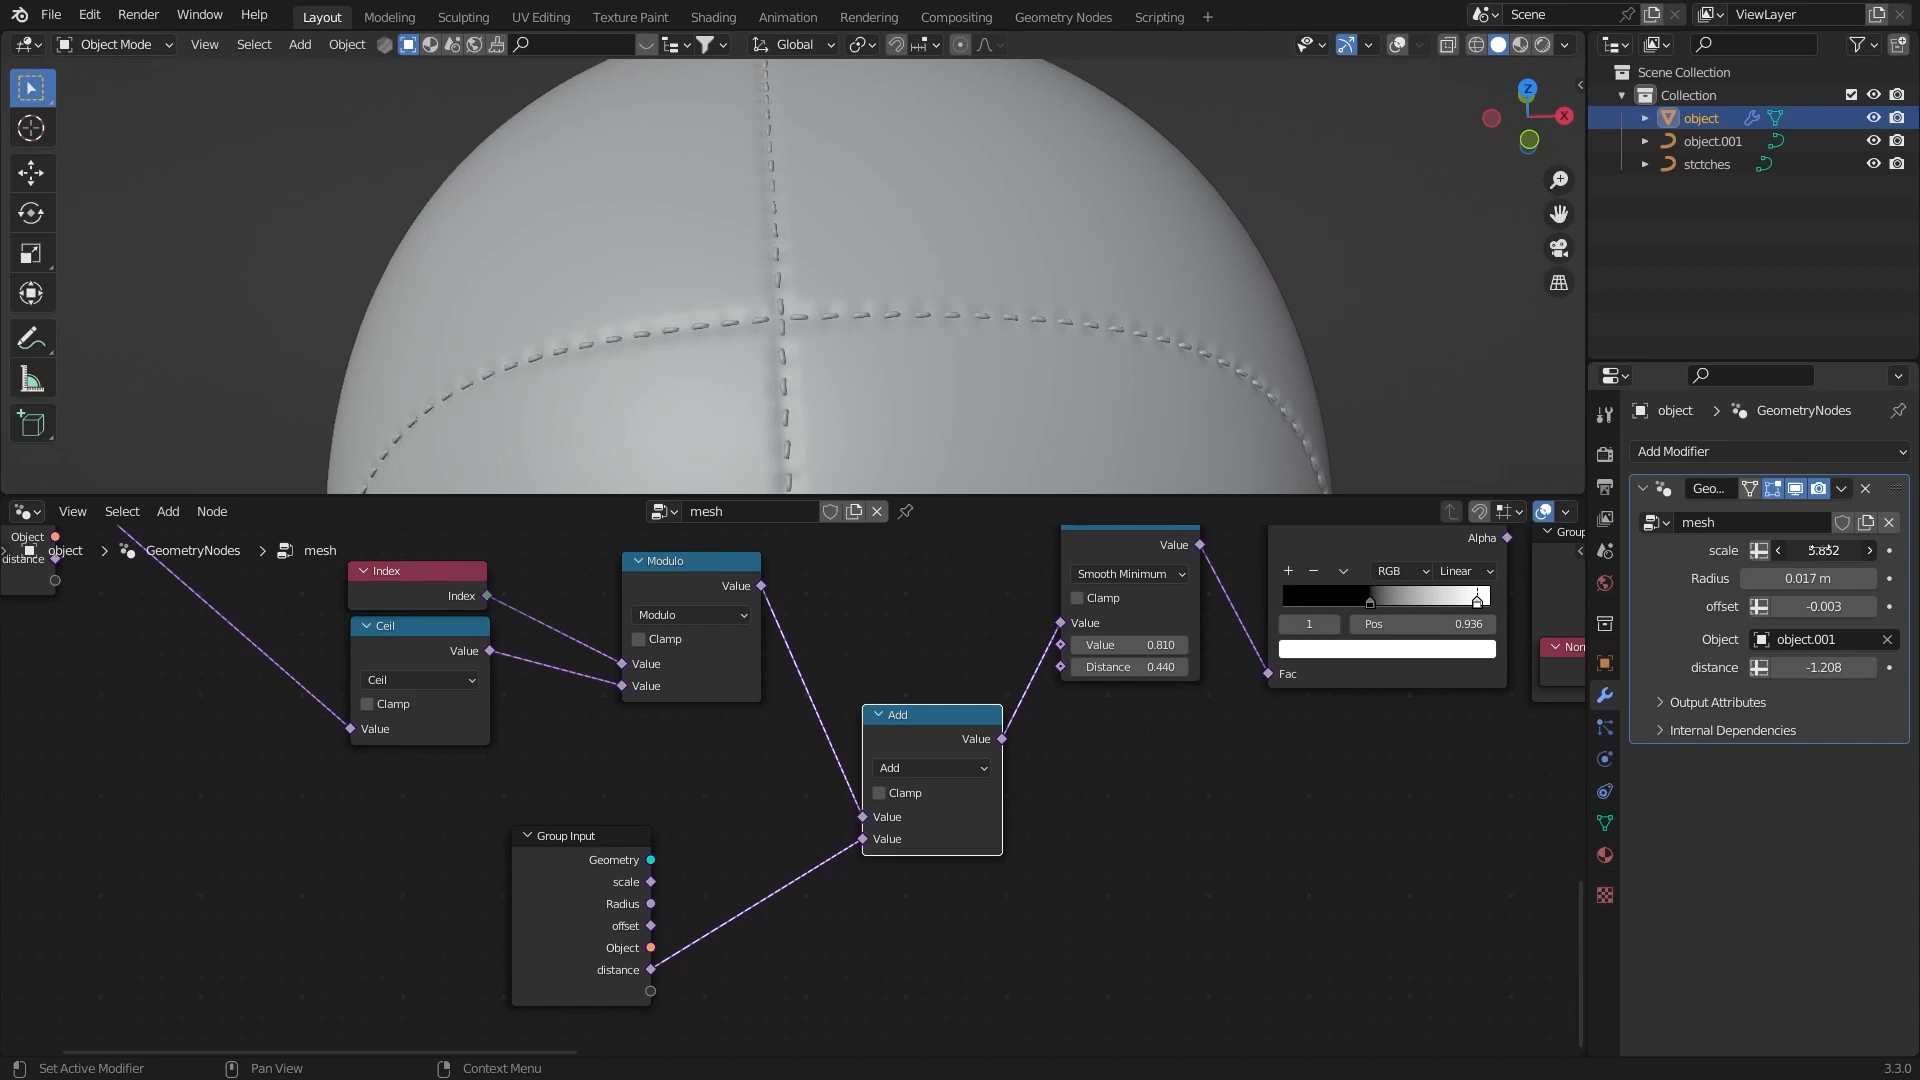 File Edit Render Window Help Layout Modeling Sculpting UV Editing Texture Paint Shading Animation Rendering Compositing Geometry Nodes Scripting + Scene ViewLayer
Object Mode View Select Add Object Global
Scene Collection
Collection
object
object.001
stctches
Z
X
View Select Add Node mesh
object > GeometryNodes
Add Modifier
Geo...
mesh
scale 5.852
Radius 0.017 m
offset -0.003
Object object.001
distance -1.208
Output Attributes
Internal Dependencies
Object
distance
object > GeometryNodes > mesh
Index
Index
Ceil
Value
Ceil
Clamp
Value
Modulo
Value
Modulo
Clamp
Value
Value
Group Input
Geometry
scale
Radius
offset
Object
distance
Add
Value
Add
Clamp
Value
Value
Value
Smooth Minimum
Clamp
Value
Value 0.810
Distance 0.440
Alpha
RGB Linear
1 Pos 0.936
Fac
Group
Set Active Modifier Pan View Context Menu 3.3.0